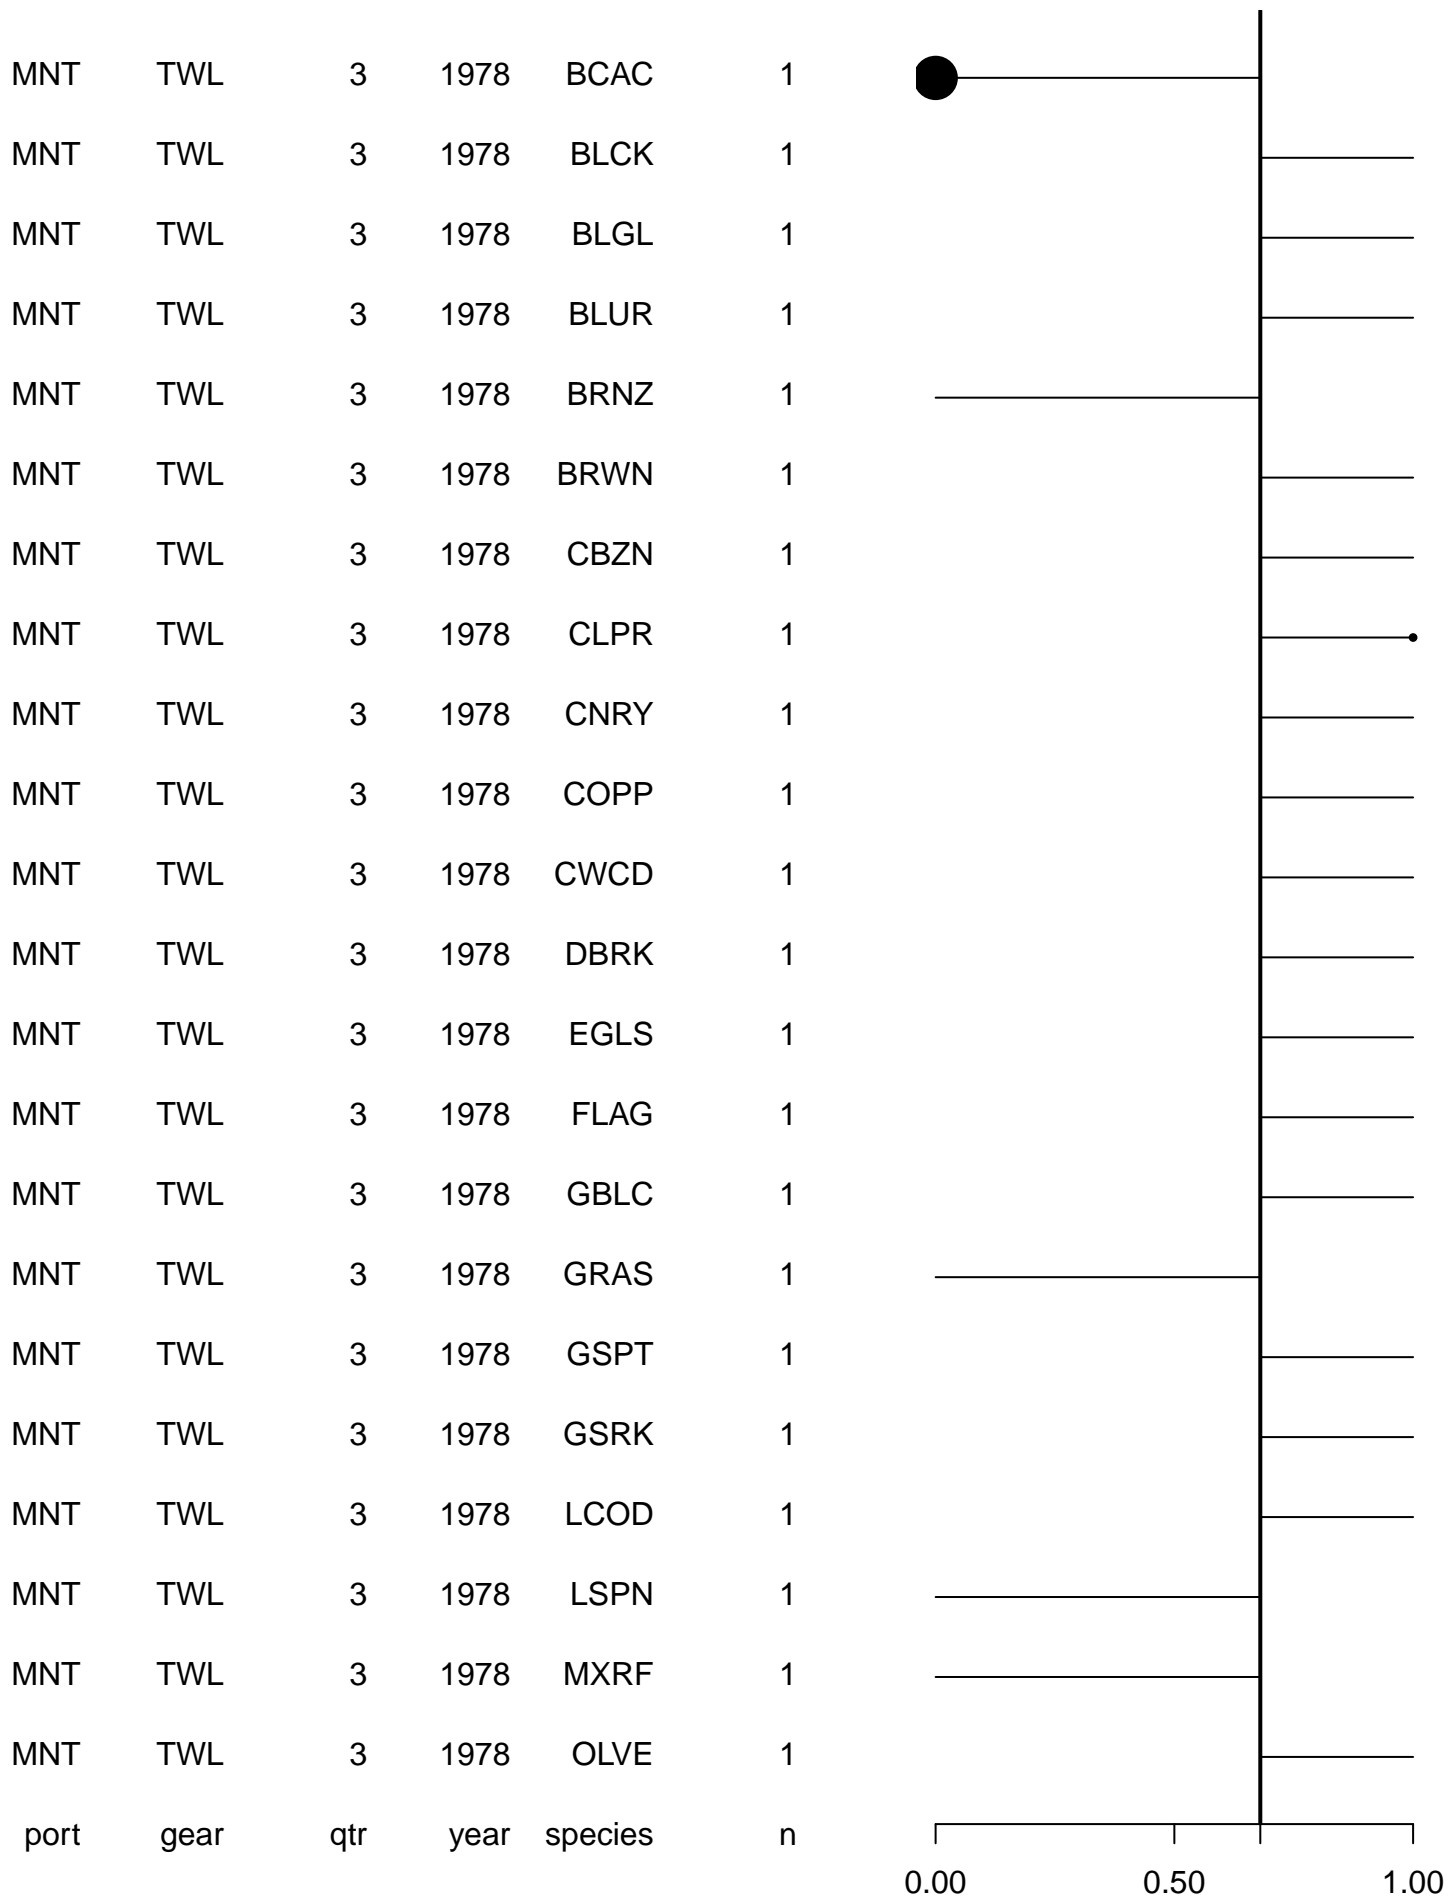 MNT TWL 3 1978 BCAC 1
MNT TWL 3 1978 BLCK 1
MNT TWL 3 1978 BLGL 1
MNT TWL 3 1978 BLUR 1
MNT TWL 3 1978 BRNZ 1
MNT TWL 3 1978 BRWN 1
MNT TWL 3 1978 CBZN 1
MNT TWL 3 1978 CLPR 1
MNT TWL 3 1978 CNRY 1
MNT TWL 3 1978 COPP 1
MNT TWL 3 1978 CWCD 1
MNT TWL 3 1978 DBRK 1
MNT TWL 3 1978 EGLS 1
MNT TWL 3 1978 FLAG 1
MNT TWL 3 1978 GBLC 1
MNT TWL 3 1978 GRAS 1
MNT TWL 3 1978 GSPT 1
MNT TWL 3 1978 GSRK 1
MNT TWL 3 1978 LCOD 1
MNT TWL 3 1978 LSPN 1
MNT TWL 3 1978 MXRF 1
MNT TWL 3 1978 OLVE 1
port gear qtr year species n
0.00 0.50 1.00